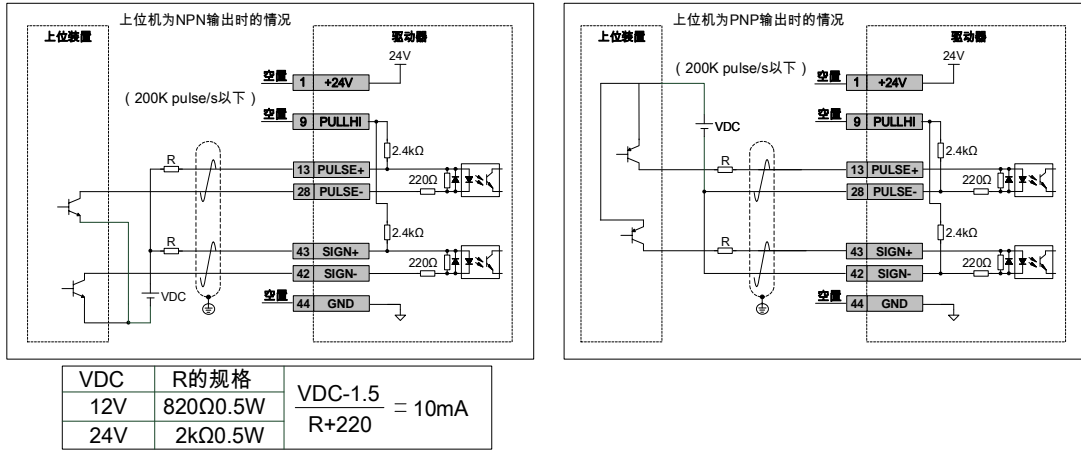 上位机为NPN输出时的情况
上位装置
驱动器
24V
空置 1 +24V
（200K pulse/s以下）
空置 9 PULLHI
2.4kΩ
R
13 PULSE+
220Ω
28 PULSE-
2.4kΩ
R
43 SIGN+
220Ω
42 SIGN-
VDC
空置 44 GND
上位机为PNP输出时的情况
上位装置
驱动器
24V
（200K pulse/s以下）
空置 1 +24V
空置 9 PULLHI
VDC
2.4kΩ
R
13 PULSE+
220Ω
28 PULSE-
2.4kΩ
R
43 SIGN+
220Ω
42 SIGN-
空置 44 GND
VDC R的规格
12V 820Ω0.5W
24V 2kΩ0.5W
VDC-1.5
R+220
= 10mA